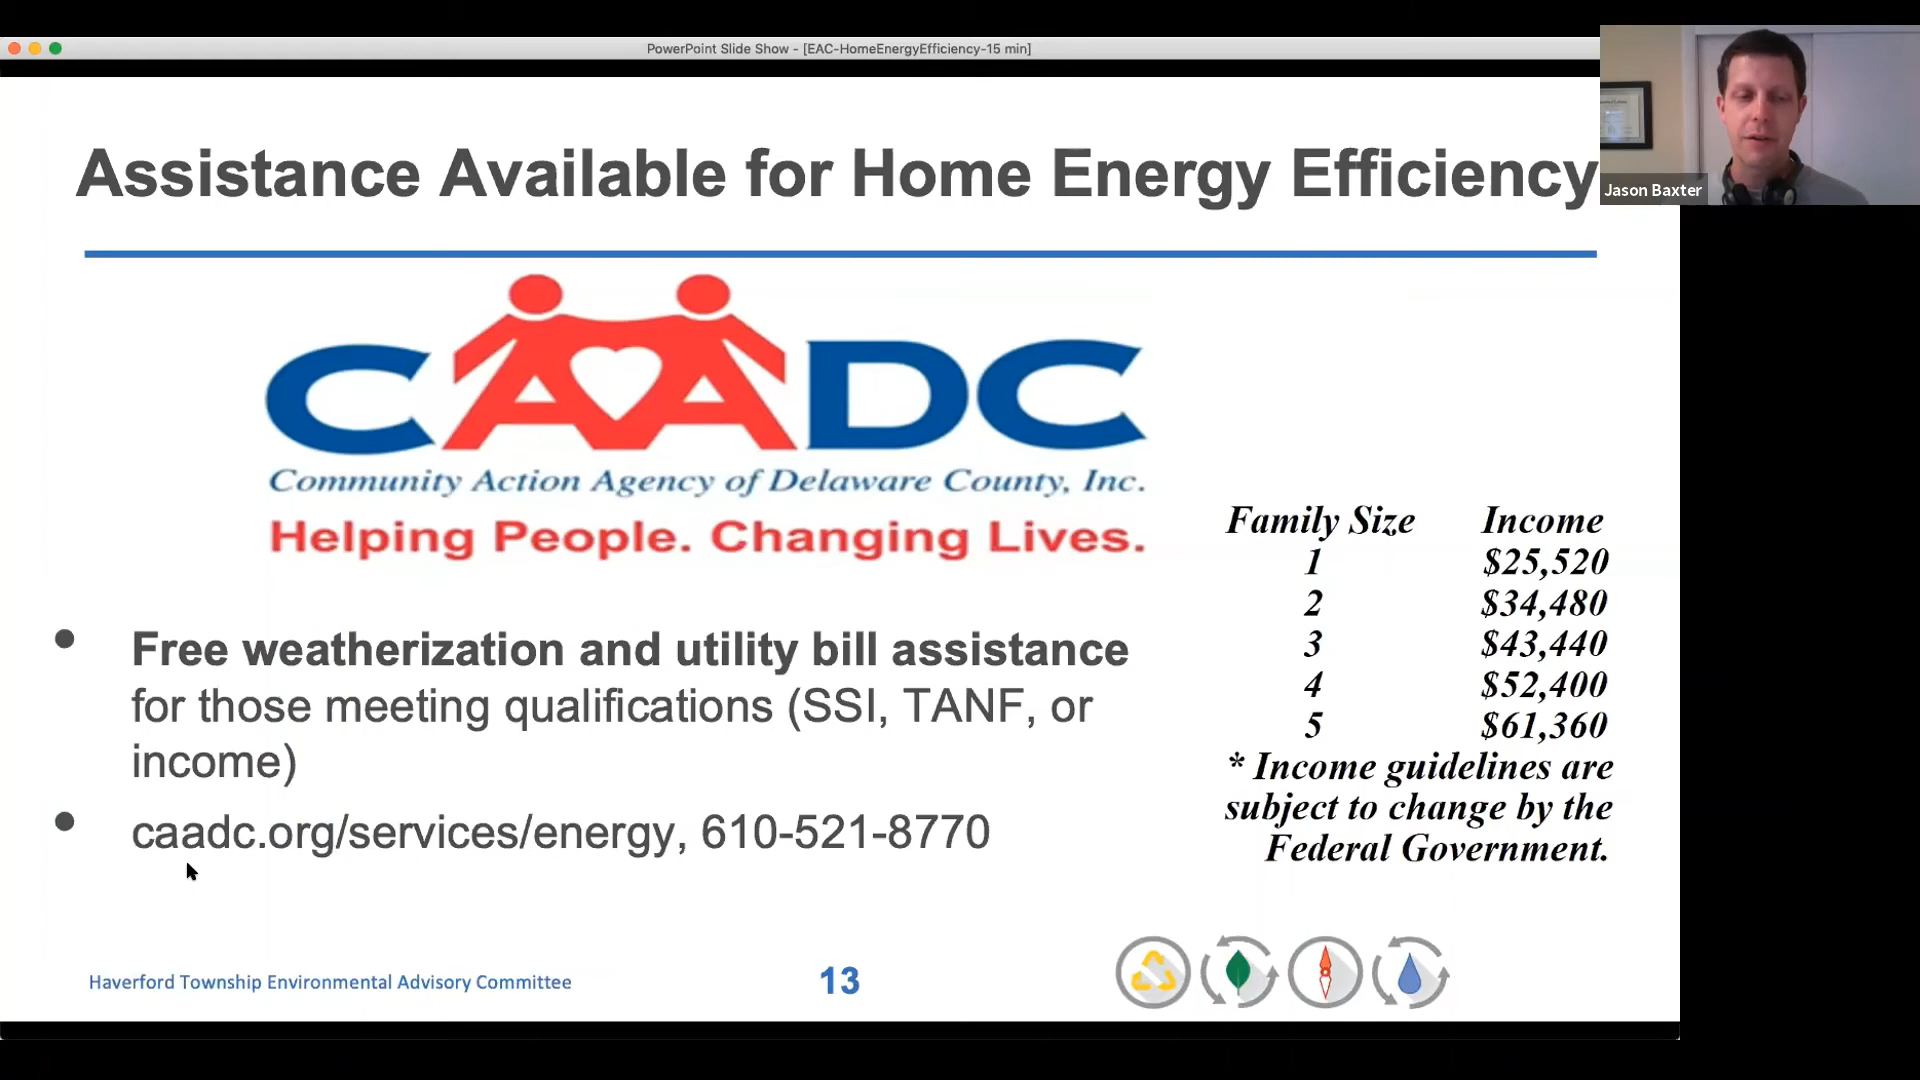 PowerPoint Slide Show - [EAC-HomeEnergyEfficiency-15 min]
Jason Baxter
Assistance Available for Home Energy Efficiency
CAADC
Community Action Agency of Delaware County, Inc.
Helping People. Changing Lives.
Family Size Income
1 $25,520
2 $34,480
3 $43,440
4 $52,400
5 $61,360
* Income guidelines are
subject to change by the
Federal Government.
• Free weatherization and utility bill assistance
for those meeting qualifications (SSI, TANF, or
income)
• caadc.org/services/energy, 610-521-8770
Haverford Township Environmental Advisory Committee
13